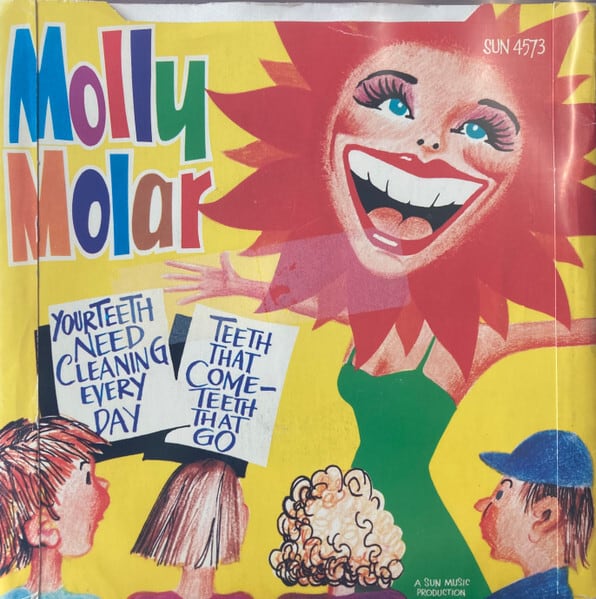 SUN 4573
Molly
Molar
YOUR TEETH
NEED
CLEANING
EVERY
DAY
TEETH
THAT
COME-
TEETH
THAT
GO
A SUN MUSIC
PRODUCTION